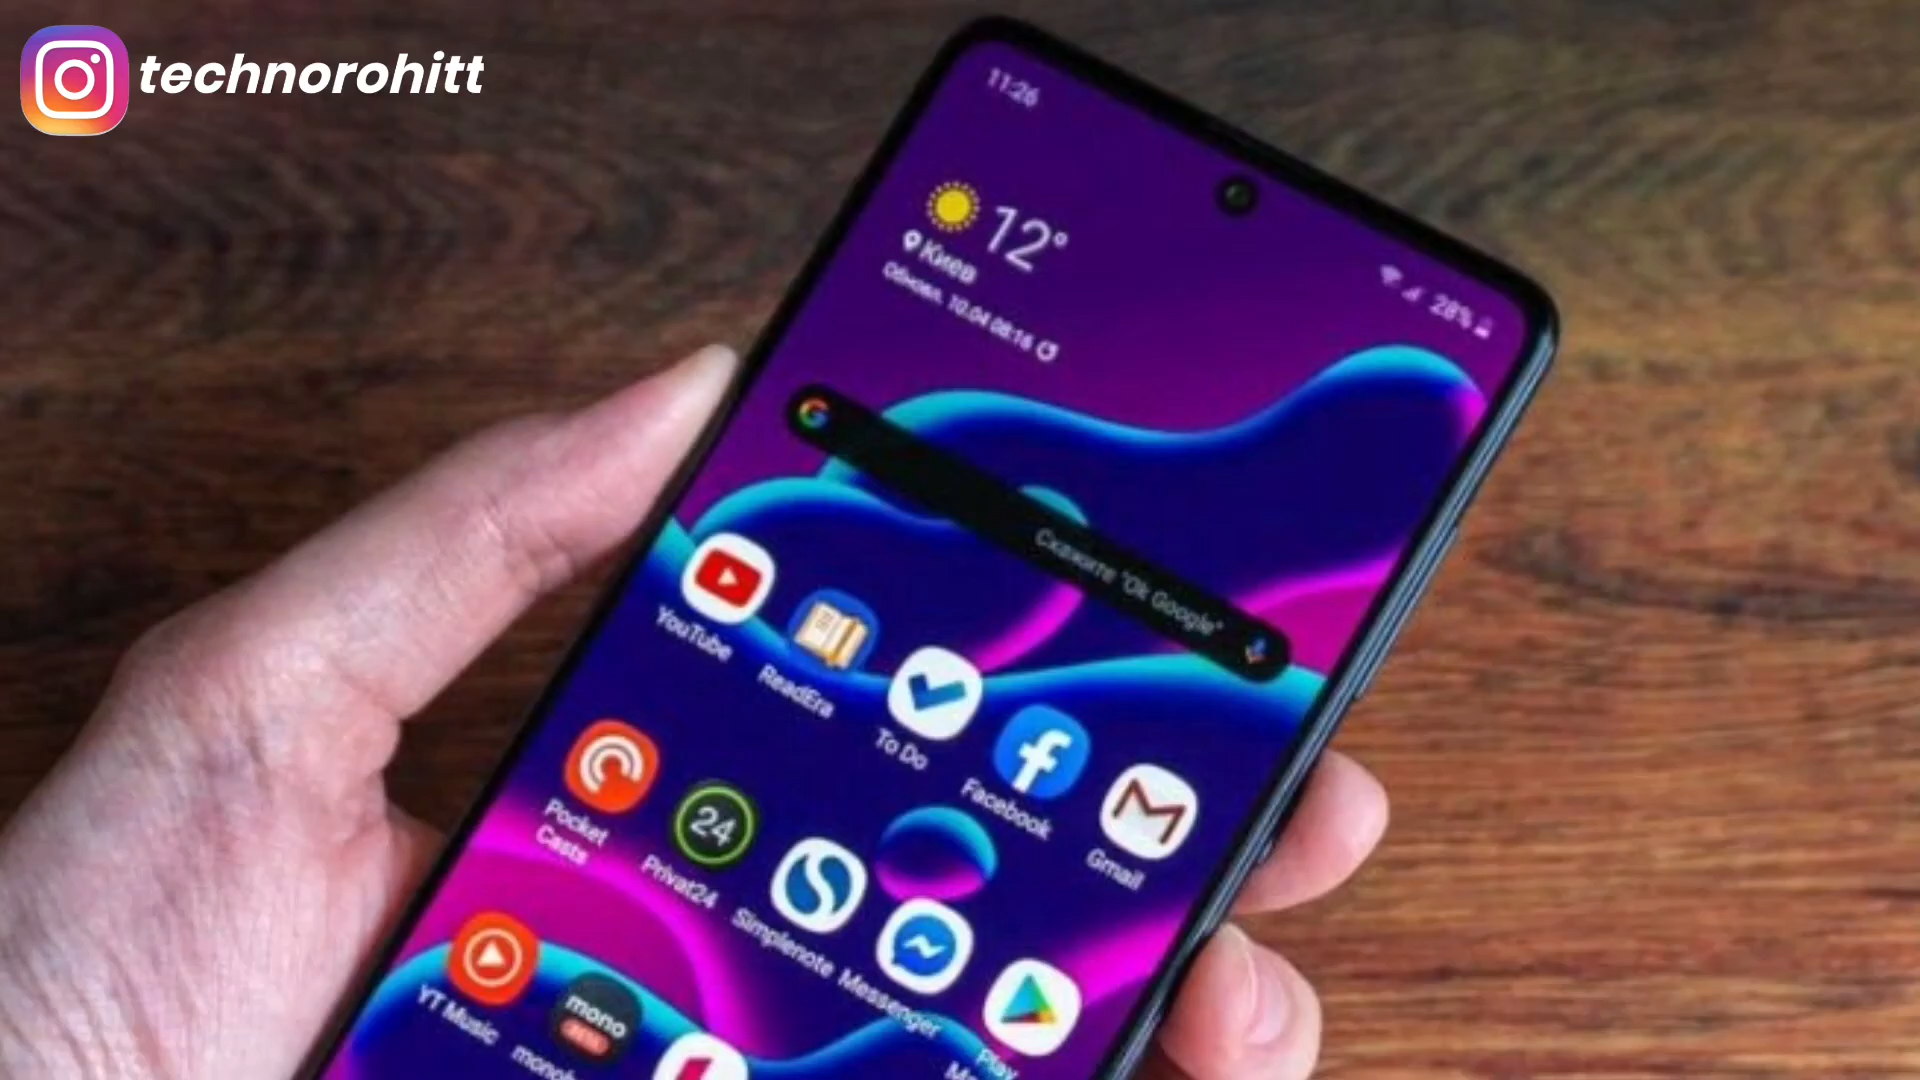 technorohitt
11:26
28%
12°
Киев
Обновл. 10.04 08:16
Скажите "Ok Google"
YouTube
ReadEra
To Do
Facebook
Gmail
Pocket
Casts
24
Privat24
Simplenote
Messenger
Play
YT Music
mono